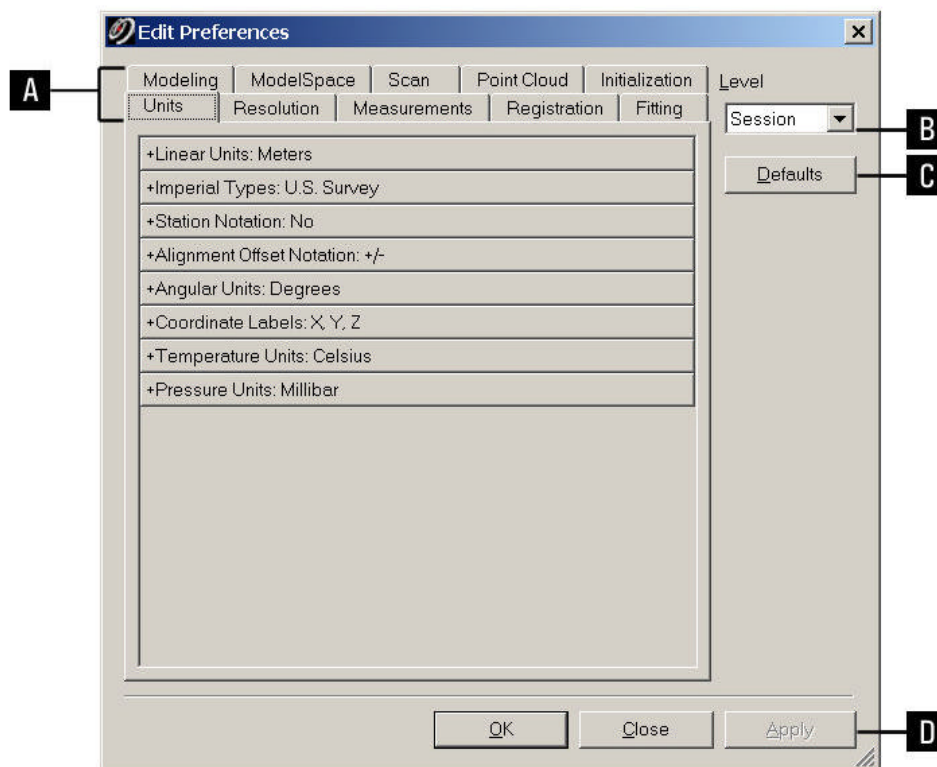 Edit Preferences
A
Modeling ModelSpace Scan Point Cloud Initialization
Units Resolution Measurements Registration Fitting
Level
Session
B
Defaults
C
+Linear Units: Meters
+Imperial Types: U.S. Survey
+Station Notation: No
+Alignment Offset Notation: +/-
+Angular Units: Degrees
+Coordinate Labels: X, Y, Z
+Temperature Units: Celsius
+Pressure Units: Millibar
OK Close Apply
D